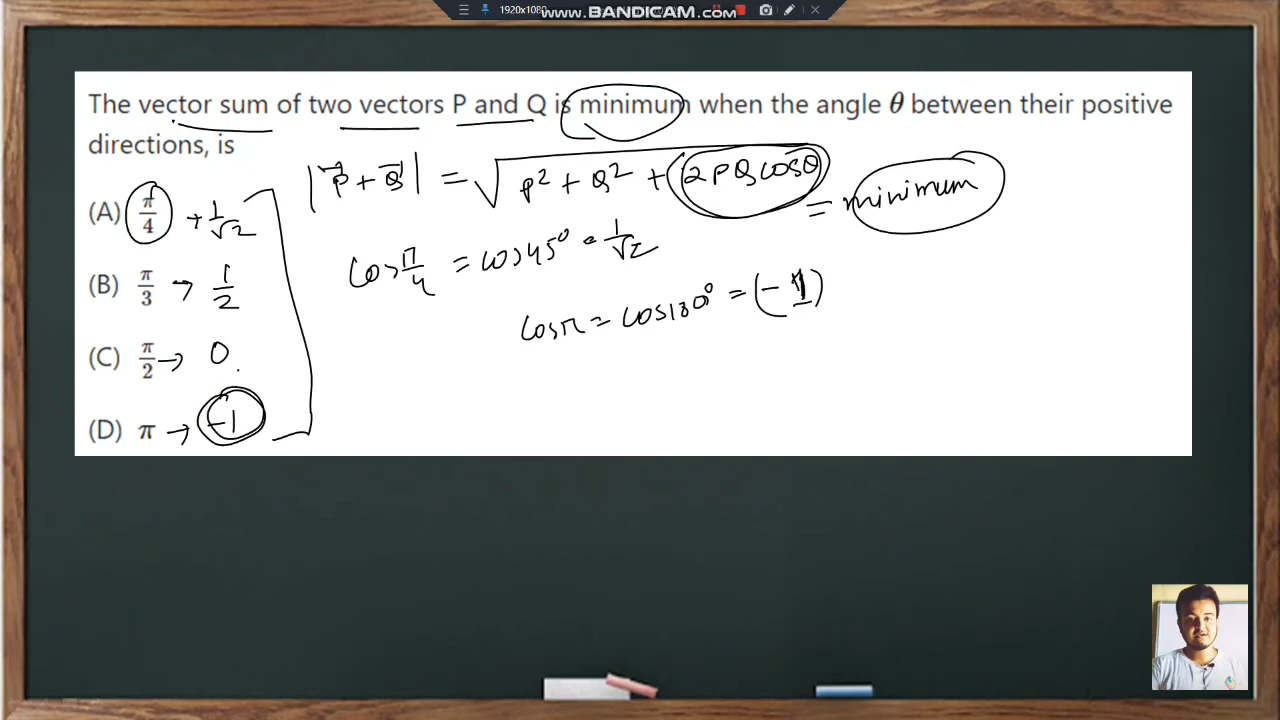 1920x1080
WWW.BANDICAM.COM
The vector sum of two vectors P and Q is minimum when the angle θ between their positive
directions, is
|P⃗ + Q⃗| = √(P² + Q² + 2PQ cosθ) = minimum
(A) π/4 + 1/√2
cos π/4 = cos 45° = 1/√2
(B) π/3 → 1/2
cos π = cos 180° = (-1)
(C) π/2 → 0
(D) π → -1